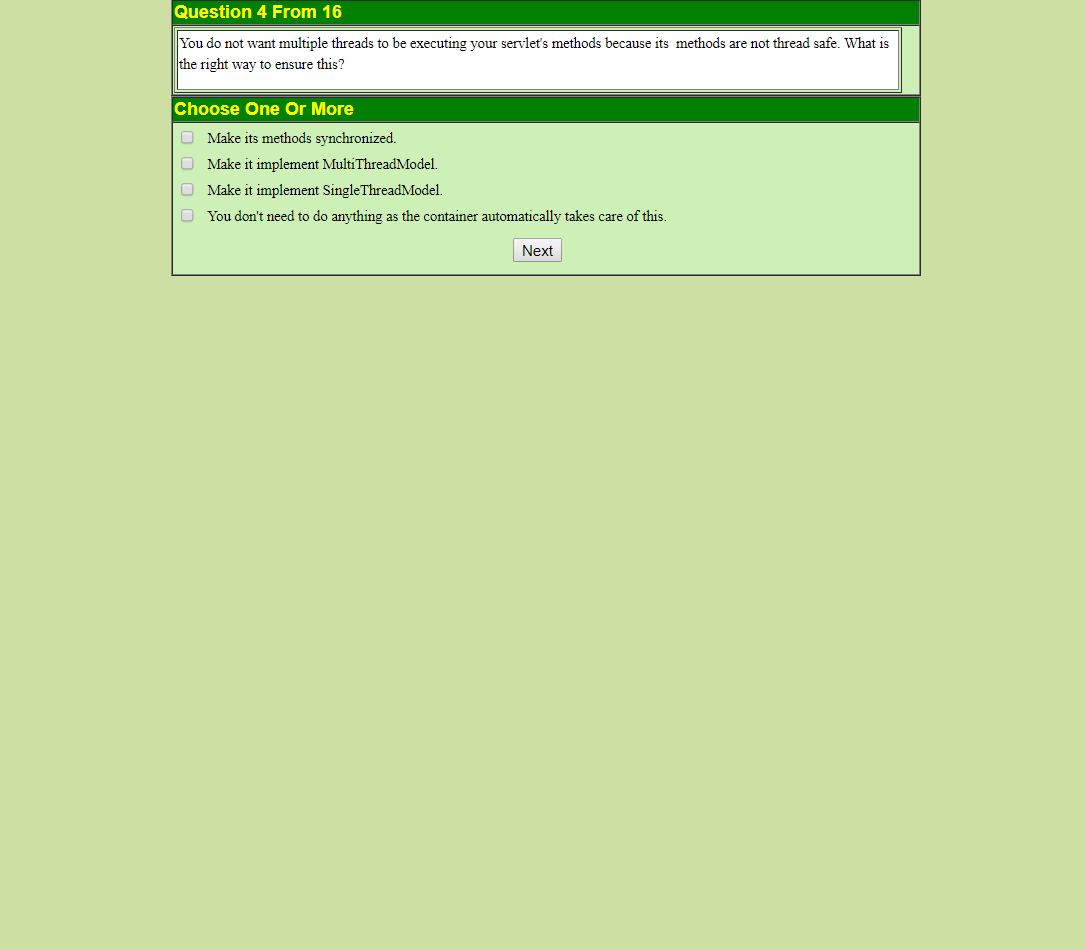 Question 4 From 16
You do not want multiple threads to be executing your servlet's methods because its  methods are not thread safe. What is
the right way to ensure this?
Choose One Or More
Make its methods synchronized.
Make it implement MultiThreadModel.
Make it implement SingleThreadModel.
You don't need to do anything as the container automatically takes care of this.
Next